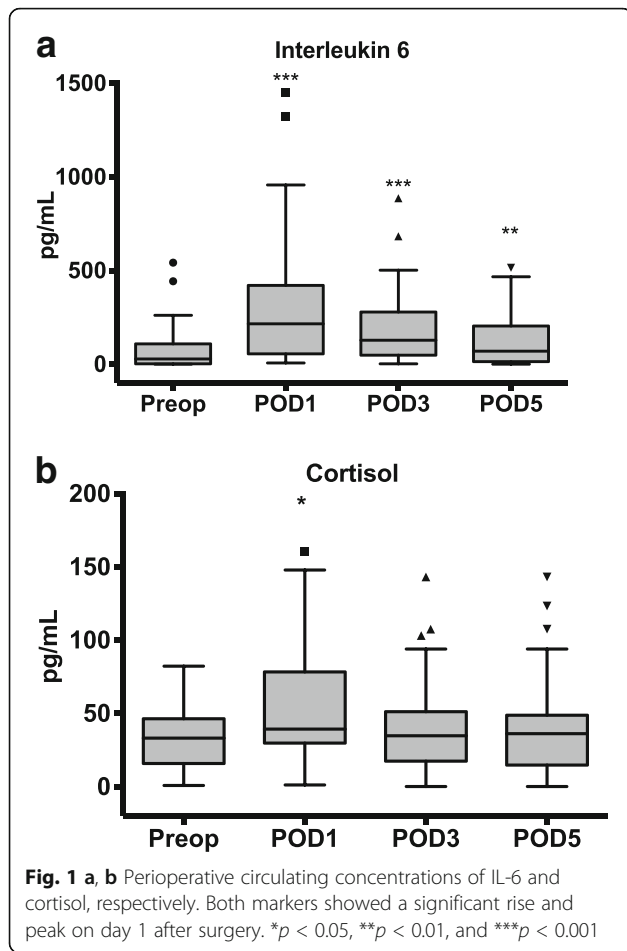 a
Interleukin 6
1500
1000
500
0
pg/mL
***
***
**
Preop POD1 POD3 POD5
b
Cortisol
200
150
100
50
0
pg/mL
*
Preop POD1 POD3 POD5
Fig. 1 a, b Perioperative circulating concentrations of IL-6 and
cortisol, respectively. Both markers showed a significant rise and
peak on day 1 after surgery. *p < 0.05, **p < 0.01, and ***p < 0.001